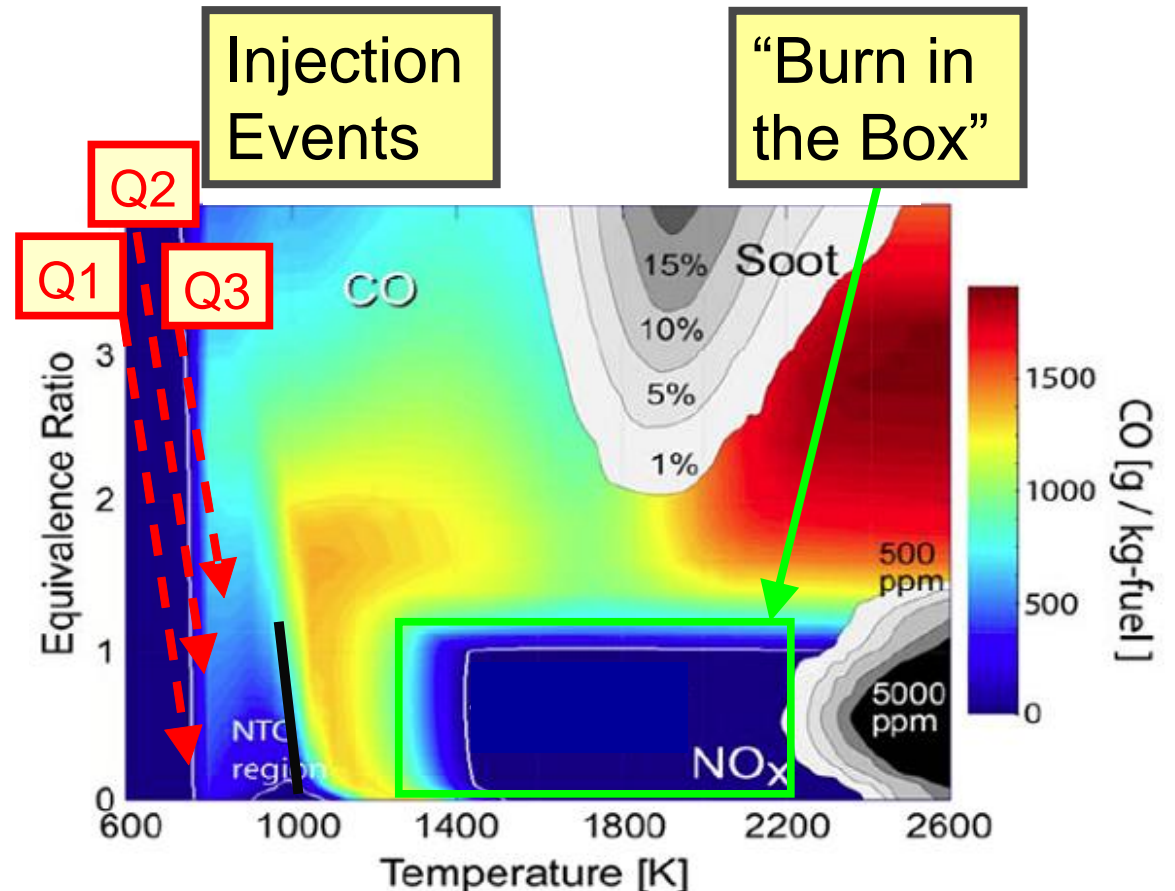 Injection
Events
“Burn in
the Box”
Q2
Q1
Q3
CO
15%
Soot
10%
5%
1%
500
ppm
5000
ppm
NOx
NTC
region
3
2
1
0
Equivalence Ratio
600
1000
1400
1800
2200
2600
Temperature [K]
1500
1000
500
0
CO [g / kg-fuel]